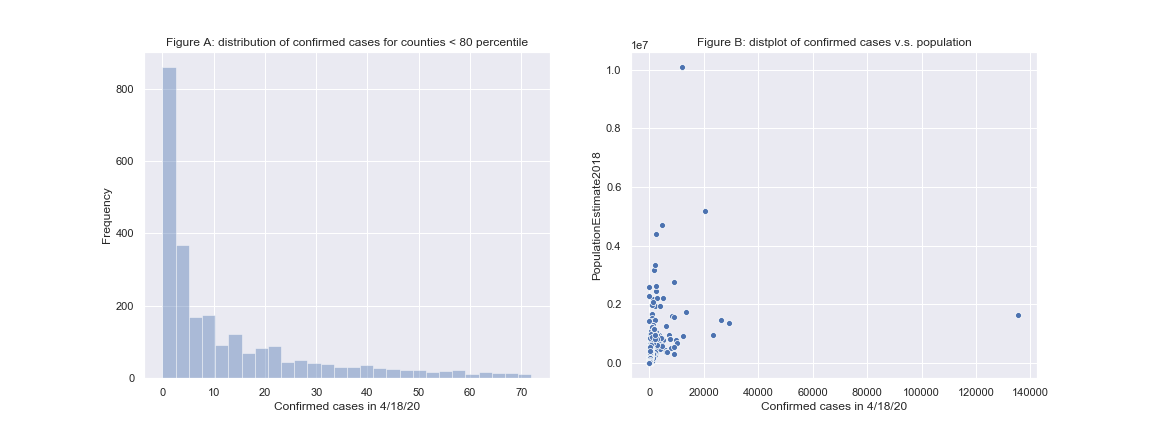 Figure A: distribution of confirmed cases for counties < 80 percentile
800
600
400
200
0
Frequency
0 10 20 30 40 50 60 70
Confirmed cases in 4/18/20
Figure B: distplot of confirmed cases v.s. population
1e7
1.0
0.8
0.6
0.4
0.2
0.0
PopulationEstimate2018
0 20000 40000 60000 80000 100000 120000 140000
Confirmed cases in 4/18/20